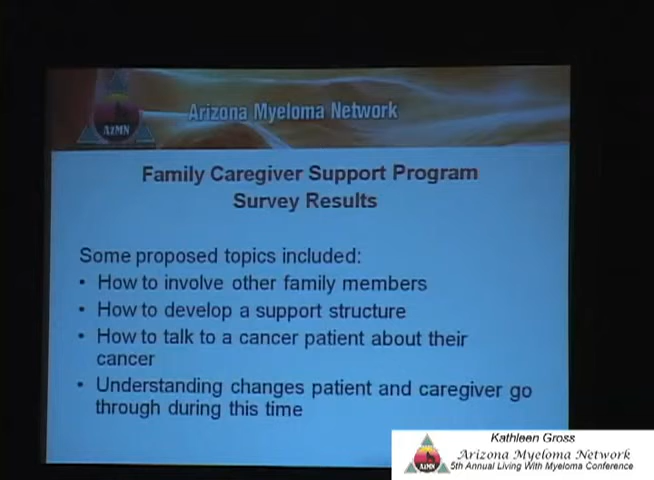 Arizona Myeloma Network
AzMN
Family Caregiver Support Program
Survey Results
Some proposed topics included:
• How to involve other family members
• How to develop a support structure
• How to talk to a cancer patient about their
cancer
• Understanding changes patient and caregiver go
through during this time
Kathleen Gross
Arizona Myeloma Network
AzMN
5th Annual Living With Myeloma Conference